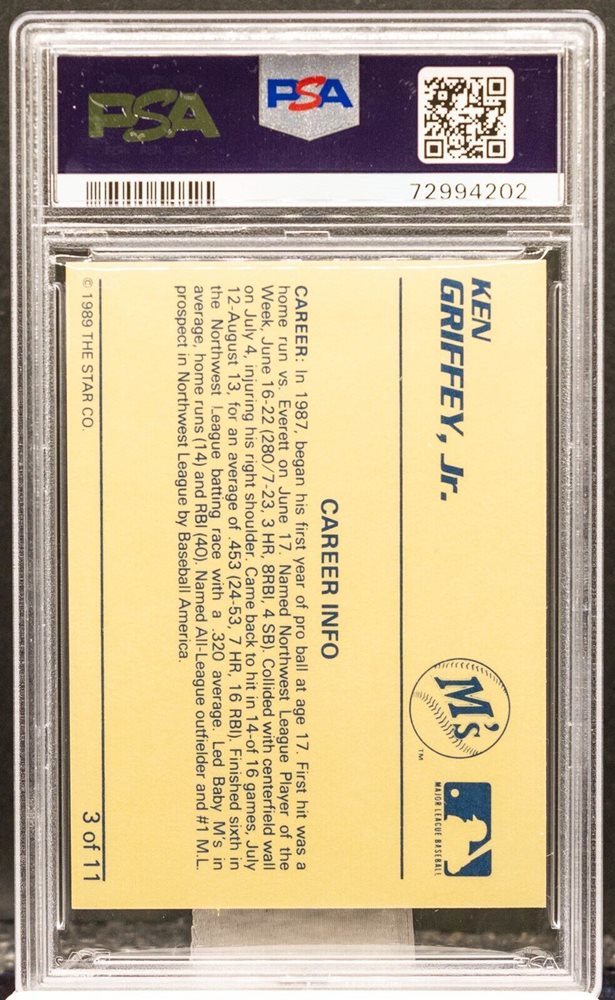 PSA
PSA
72994202
KEN
GRIFFEY, Jr.
M's
TM
MAJOR LEAGUE BASEBALL
CAREER INFO
CAREER: In 1987, began his first year of pro ball at age 17. First hit was a
home run vs. Everett on June 17. Named Northwest League Player of the
Week, June 16-22 (280/7-23, 3 HR, 8RBI, 4 SB). Collided with centerfield wall
on July 4, injuring his right shoulder. Came back to hit in 14-of 16 games, July
12-August 13, for an average of .453 (24-53, 7 HR, 16 RBI). Finished sixth in
the Northwest League batting race with a .320 average. Led Baby M's in
average, home runs (14) and RBI (40). Named All-League outfielder and #1 M.L.
prospect in Northwest League by Baseball America.
© 1989 THE STAR CO.
3 of 11
PSA
PSA